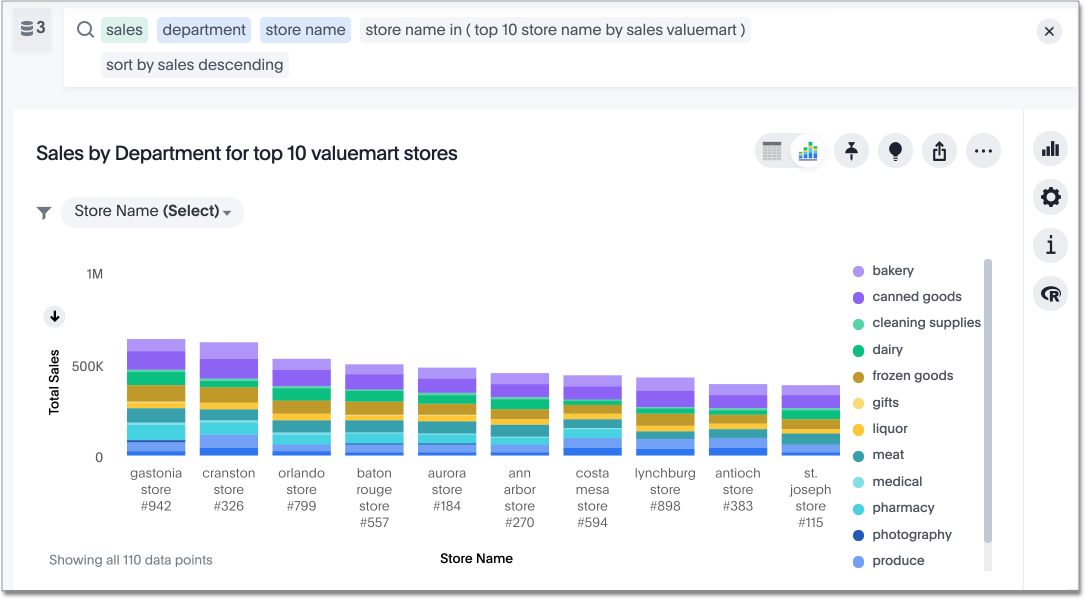 3
sales department store name store name in ( top 10 store name by sales valuemart )
sort by sales descending
Sales by Department for top 10 valuemart stores
Store Name (Select)
1M
500K
0
Total Sales
gastonia
store
#942
cranston
store
#326
orlando
store
#799
baton
rouge
store
#557
aurora
store
#184
ann
arbor
store
#270
costa
mesa
store
#594
lynchburg
store
#898
antioch
store
#383
st.
joseph
store
#115
Store Name
Showing all 110 data points
bakery
canned goods
cleaning supplies
dairy
frozen goods
gifts
liquor
meat
medical
pharmacy
photography
produce
i
R